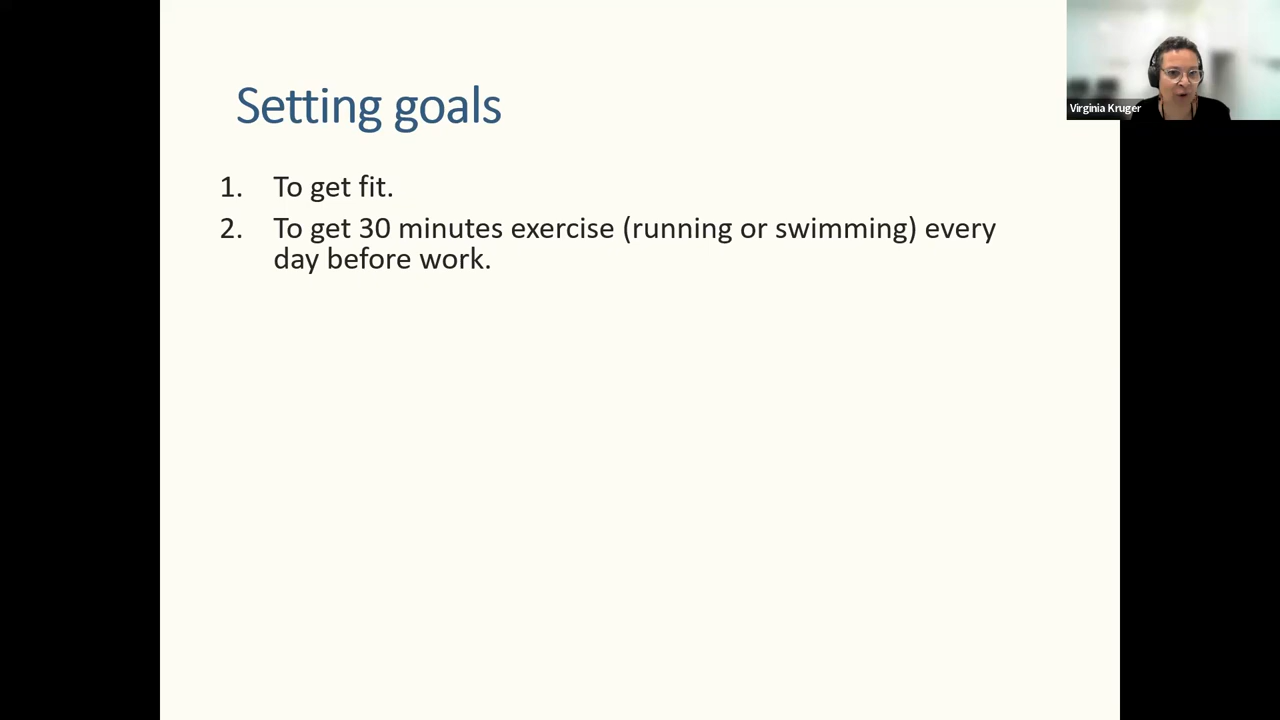 Setting goals
1. To get fit.
2. To get 30 minutes exercise (running or swimming) every
day before work.
Virginia Kruger